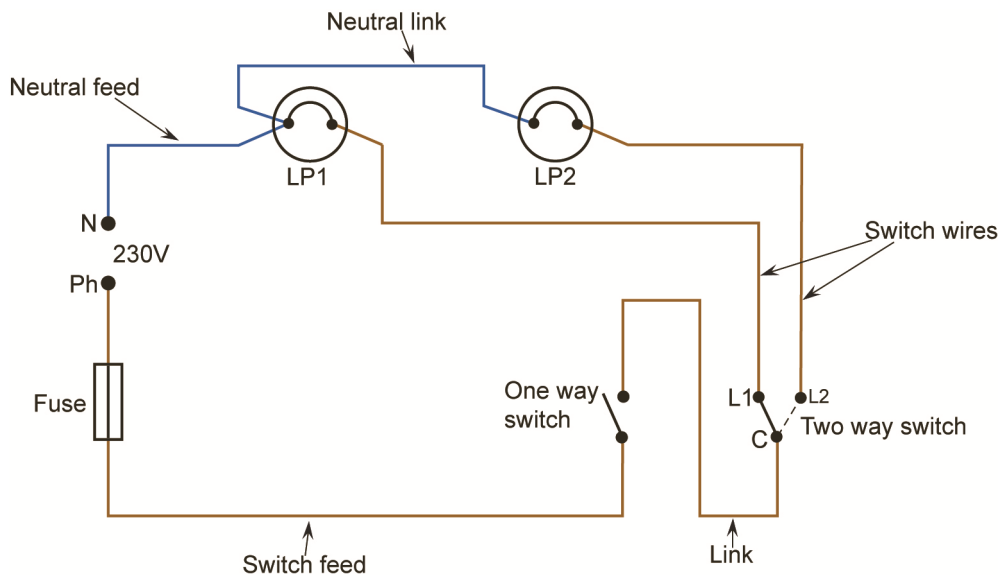 Neutral link
Neutral feed
LP1
LP2
N
230V
Ph
Switch wires
Fuse
One way
switch
L1
L2
C
Two way switch
Switch feed
Link